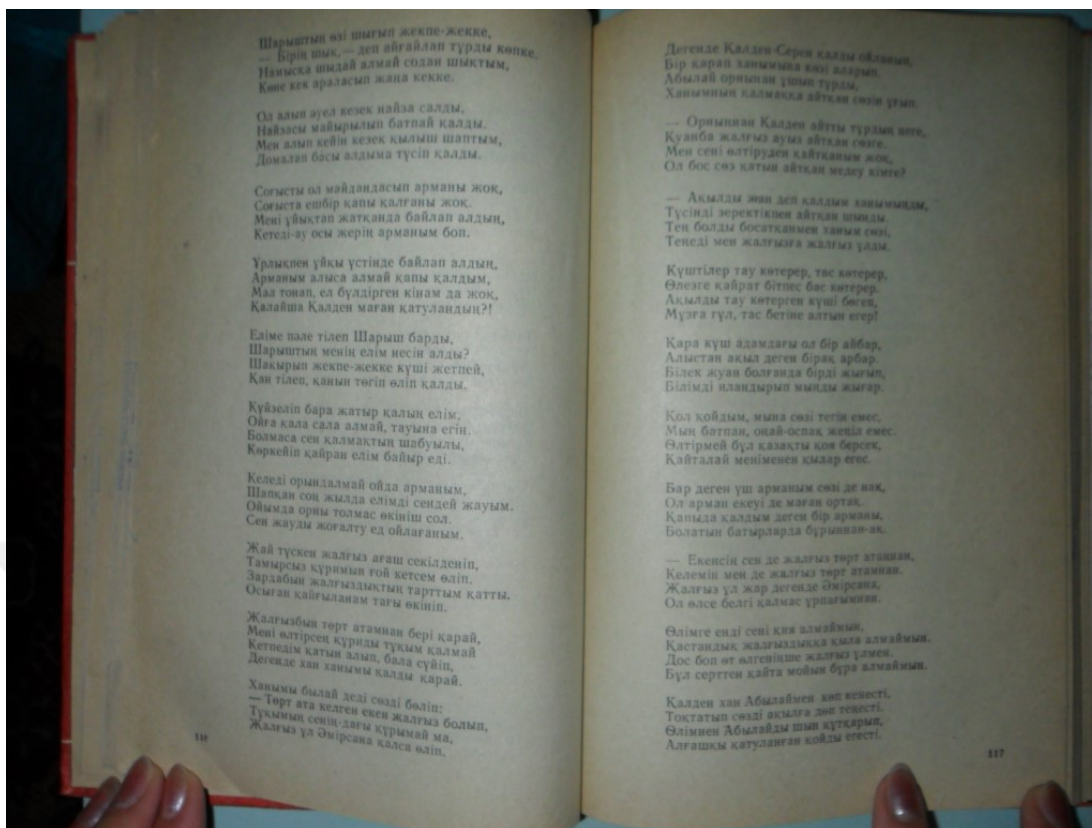 Шарыштың өзі шығып жекпе-жекке,
— Бірің шық,— деп айғайлап тұрды көпке.
Намысқа шыдай алмай содан шықтым,
Көне кек араласып жаңа кекке.
Ол алып әуел кезек найза салды,
Найзасы майырылып батпай қалды.
Мен алып кейін кезек қылыш шаптым,
Домалап басы алдыма түсіп қалды.
Соғысты ол майдандасып арманы жоқ,
Соғыста ешбір қапы қалғаны жоқ.
Мені ұйықтап жатқанда байлап алдың,
Кетеді-ау осы жерің арманым боп.
Ұрлықпен ұйқы үстінде байлап алдың,
Арманым алыса алмай қапы қалдым,
Мал тонап, ел бүлдірген кінам да жоқ,
Қалайша Қалден маған қатуландың?!
Еліме пәле тілеп Шарыш барды,
Шарыштың менің елім несін алды?
Шақырып жекпе-жекке күші жетпей,
Қан тілеп, қанын төгіп өліп қалды.
Күйзеліп бара жатыр қалың елім,
Ойға қала сала алмай, тауына егін.
Болмаса сен қалмақтың шабуылы,
Көркейіп қайран елім байыр еді.
Келеді орындалмай ойда арманым,
Шапқан соң жылда елімді сендей жауым.
Ойымда орны толмас өкініш сол.
Сен жауды жоғалту ед ойлағаным.
Жай түскен жалғыз ағаш секілденіп,
Тамырсыз құримын ғой кетсем өліп.
Зардабын жалғыздықтың тарттым қатты,
Осыған қайғыланам тағы өкініп.
Жалғызбын төрт атамнан бері қарай,
Мені өлтірсең құриды тұқым қалмай
Кетпедім қатын алып, бала сүйіп,
Дегенде хан ханымы қалды қарай.
Ханымы былай деді сөзді бөліп:
— Төрт ата келген екен жалғыз болып,
Тұқымың сенің-дағы құрымай ма,
Жалғыз ұл Әмірсана қалса өліп.
116
Дегенде Қалден-Серен қалды ойланып,
Бір қарап ханымына көзі аларып.
Абылай орнынан ұшып тұрды,
Ханымның қалмаққа айтқан сөзін ұғып.
— Орныңнан Қалден айтты тұрдың неге,
Қуанба жалғыз ауыз айтқан сөзге.
Мен сені өлтіруден қайтқаным жоқ,
Ол бос сөз қатын айтқан медеу кімге?
— Ақылды жан деп қалдым ханымыңды,
Түсінді зеректікпен айтқан шыңды.
Тең болды босатқанмен ханым сөзі,
Теңеді мен жалғызға жалғыз ұлды.
Күштілер тау көтерер, тас көтерер,
Өлезге қайрат бітпес бас көтерер.
Ақылды тау көтерген күші бөгеп,
Мұзға гүл, тас бетіне алтын егер!
Қара күші адамдағы ол бір айбар,
Алыстан ақыл деген бірақ арбар.
Білек жуан болғанда бірді жығып,
Білімді иландырып мыңды жығар.
Қол қойдым, мына сөзі тегін емес,
Мың батпан, оңай-оспақ жеңіл емес.
Өлтірмей бұл қазақты қоя берсек,
Қайталай меніменен қылар егес.
Бар деген үш арманым сөзі де нақ,
Ол арман екеуі де маған ортақ.
Қапыда қалдым деген бір арманы,
Болатын батырларда бұрыннан-ақ.
— Екенсің сен де жалғыз төрт атаңнан,
Келемін мен де жалғыз төрт атамнан.
Жалғыз ұл жар дегенде Әмірсана,
Ол өлсе белгі қалмас ұрпағымнан.
Өлімге енді сені қия алмаймын,
Қастандық жалғыздыққа қыла алмаймын.
Дос боп өт өлгеніңше жалғыз ұлмен.
Бұл серттен қайта мойын бұра алмаймын.
Қалден хан Абылаймен көп кеңесті,
Тоқтатып сөзді ақылға дөп теңесті.
Өлімнен Абылайды шын құтқарып,
Алғашқы қатуланған қойды егесті.
117